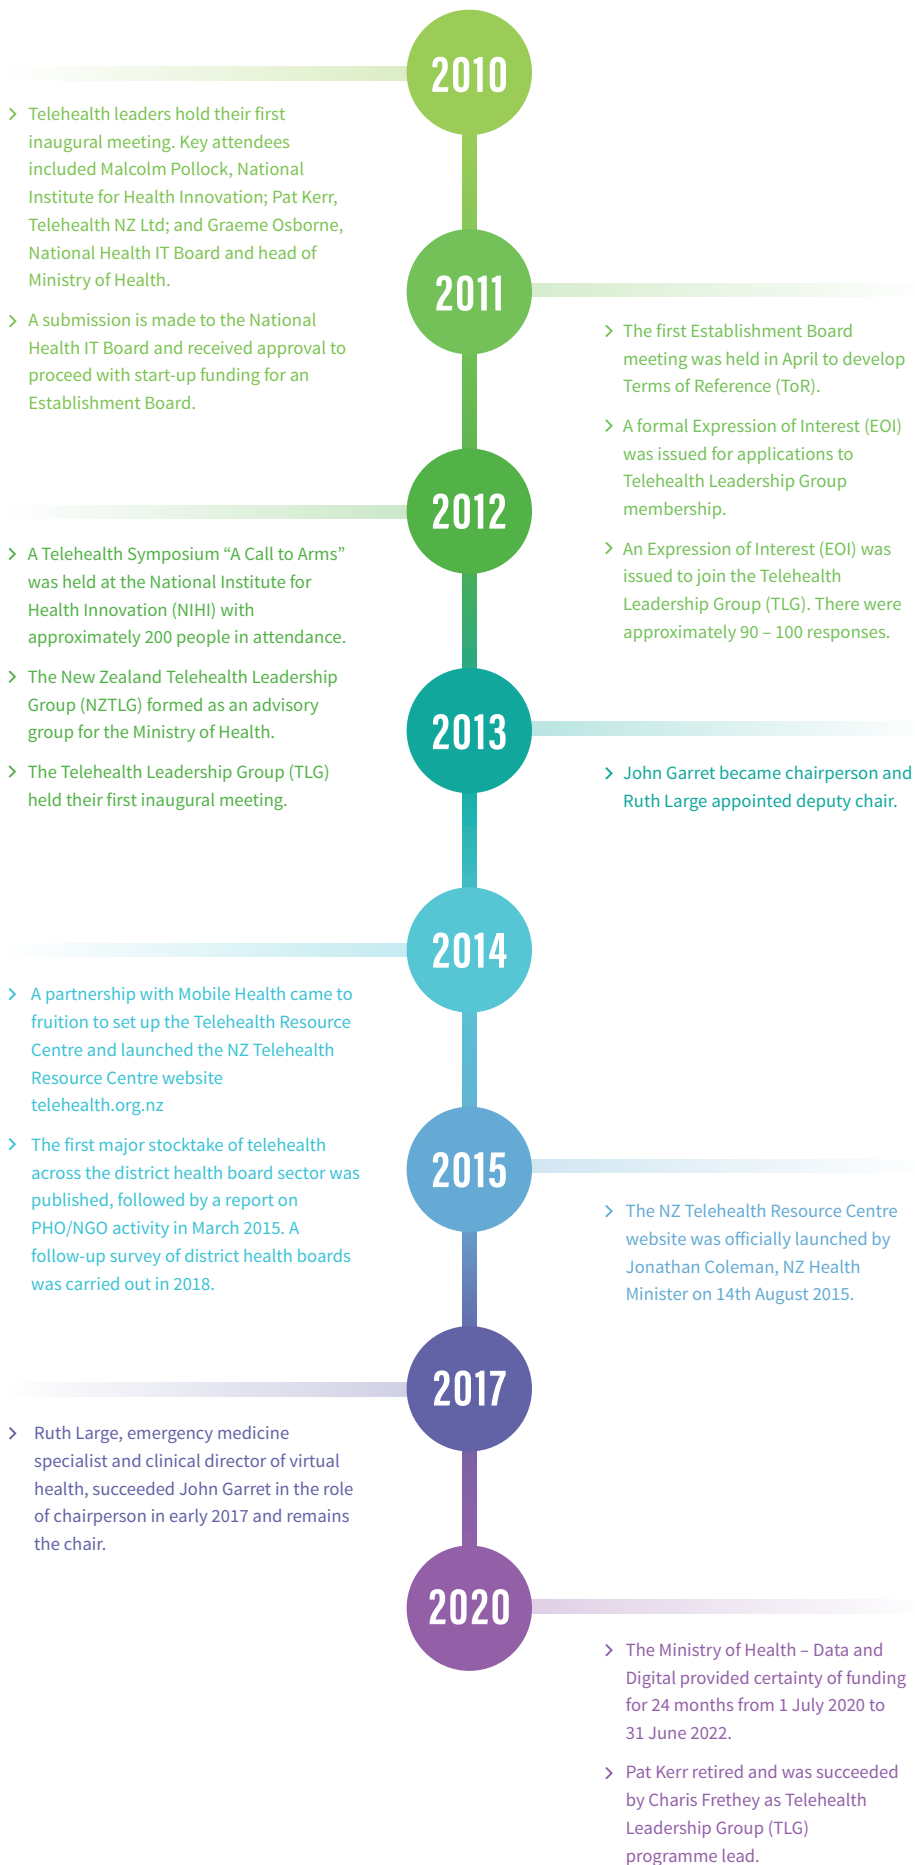 2010
Telehealth leaders hold their first
inaugural meeting. Key attendees
included Malcolm Pollock, National
Institute for Health Innovation; Pat Kerr,
Telehealth NZ Ltd; and Graeme Osborne,
National Health IT Board and head of
Ministry of Health.
A submission is made to the National
Health IT Board and received approval to
proceed with start-up funding for an
Establishment Board.
2011
The first Establishment Board
meeting was held in April to develop
Terms of Reference (ToR).
A formal Expression of Interest (EOI)
was issued for applications to
Telehealth Leadership Group
membership.
An Expression of Interest (EOI) was
issued to join the Telehealth
Leadership Group (TLG). There were
approximately 90 – 100 responses.
2012
A Telehealth Symposium “A Call to Arms”
was held at the National Institute for
Health Innovation (NIHI) with
approximately 200 people in attendance.
The New Zealand Telehealth Leadership
Group (NZTLG) formed as an advisory
group for the Ministry of Health.
The Telehealth Leadership Group (TLG)
held their first inaugural meeting.
2013
John Garret became chairperson and
Ruth Large appointed deputy chair.
2014
A partnership with Mobile Health came to
fruition to set up the Telehealth Resource
Centre and launched the NZ Telehealth
Resource Centre website
telehealth.org.nz
The first major stocktake of telehealth
across the district health board sector was
published, followed by a report on
PHO/NGO activity in March 2015. A
follow-up survey of district health boards
was carried out in 2018.
2015
The NZ Telehealth Resource Centre
website was officially launched by
Jonathan Coleman, NZ Health
Minister on 14th August 2015.
2017
Ruth Large, emergency medicine
specialist and clinical director of virtual
health, succeeded John Garret in the role
of chairperson in early 2017 and remains
the chair.
2020
The Ministry of Health – Data and
Digital provided certainty of funding
for 24 months from 1 July 2020 to
31 June 2022.
Pat Kerr retired and was succeeded
by Charis Frethey as Telehealth
Leadership Group (TLG)
programme lead.